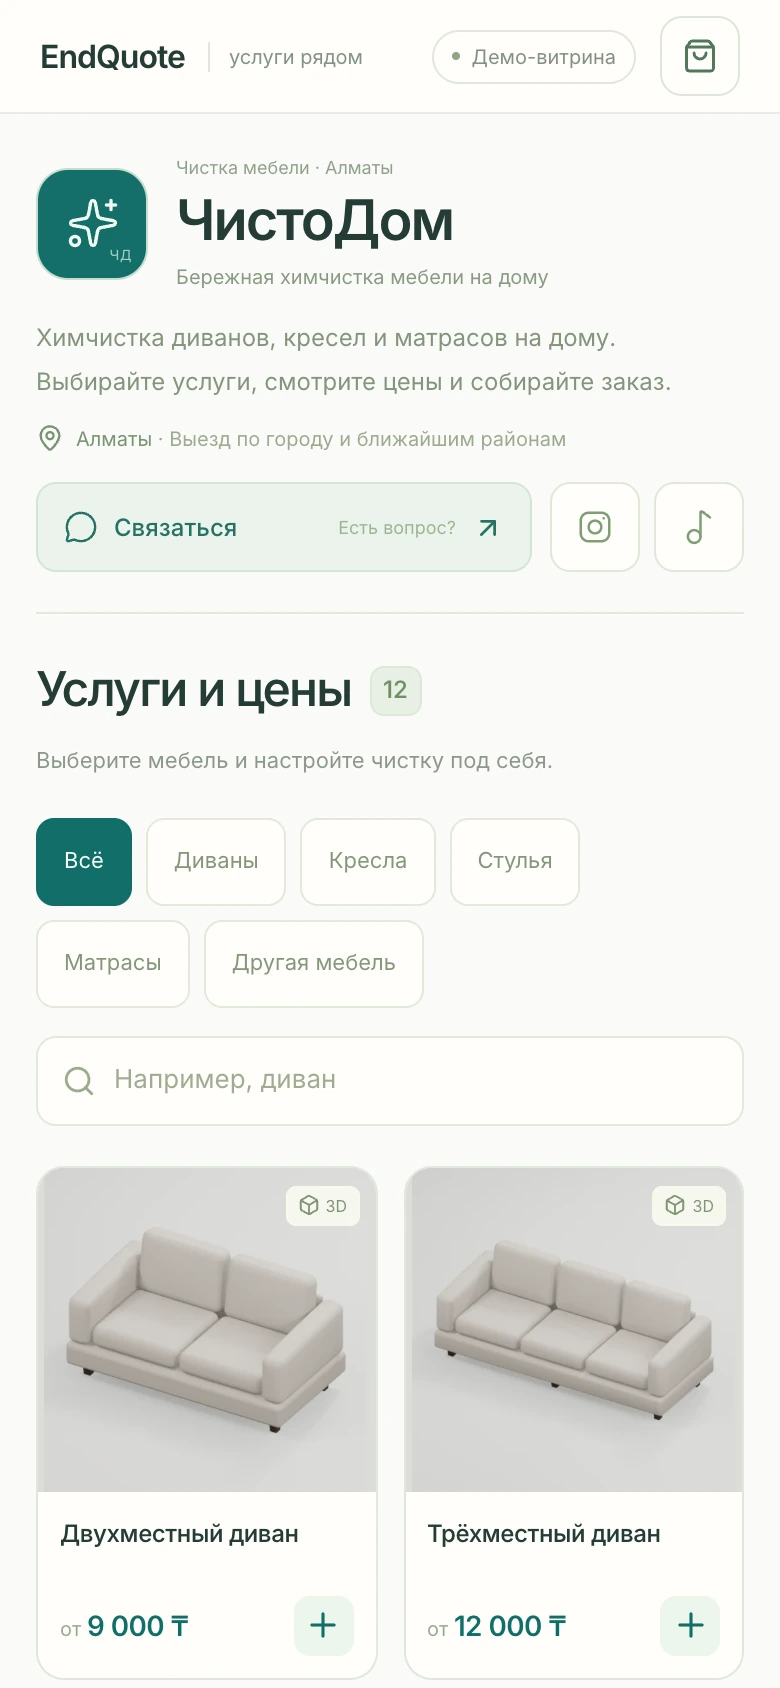 EndQuote
услуги рядом
Демо-витрина
Чистка мебели · Алматы
ЧистоДом
ЧД
Бережная химчистка мебели на дому
Химчистка диванов, кресел и матрасов на дому.
Выбирайте услуги, смотрите цены и собирайте заказ.
Алматы · Выезд по городу и ближайшим районам
Связаться
Есть вопрос?
Услуги и цены 12
Выберите мебель и настройте чистку под себя.
Всё
Диваны
Кресла
Стулья
Матрасы
Другая мебель
Например, диван
3D
3D
Двухместный диван
Трёхместный диван
от 9 000 ₸
от 12 000 ₸